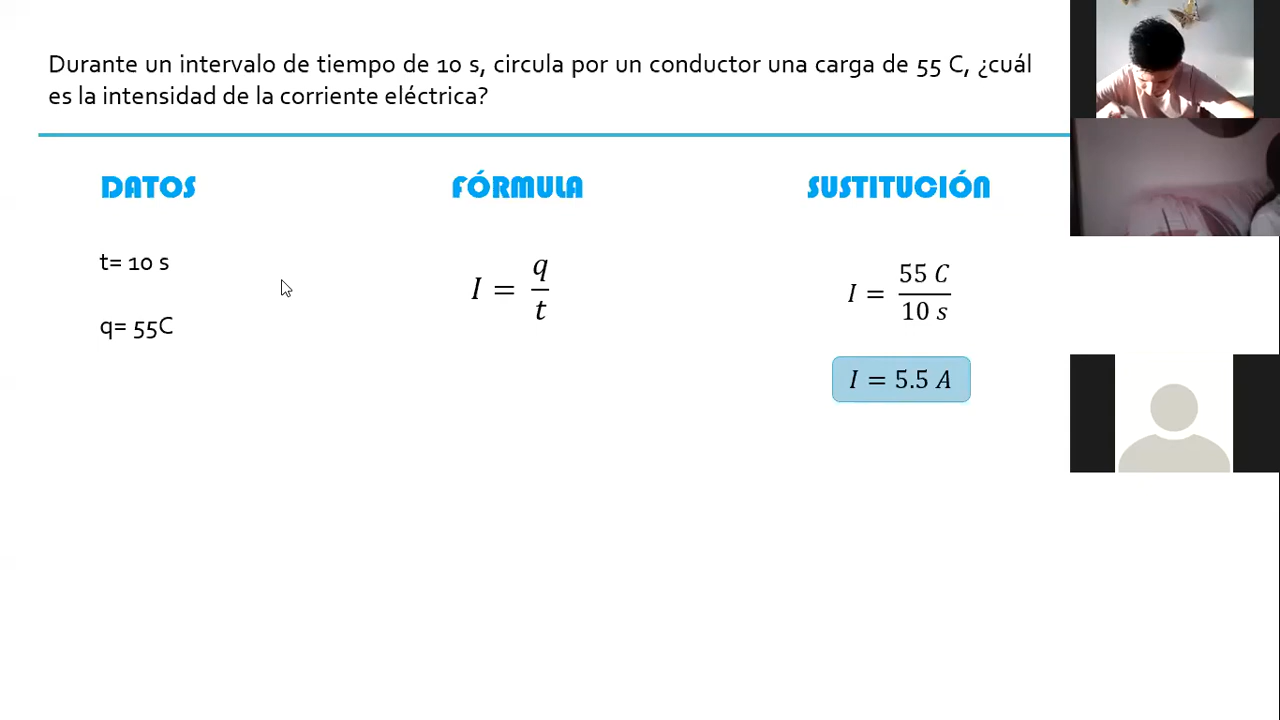 Durante un intervalo de tiempo de 10 s, circula por un conductor una carga de 55 C, ¿cuál
es la intensidad de la corriente eléctrica?
DATOS
FÓRMULA
SUSTITUCIÓN
t= 10 s
q= 55C
I = q/t
I = 55 C/10 s
I = 5.5 A